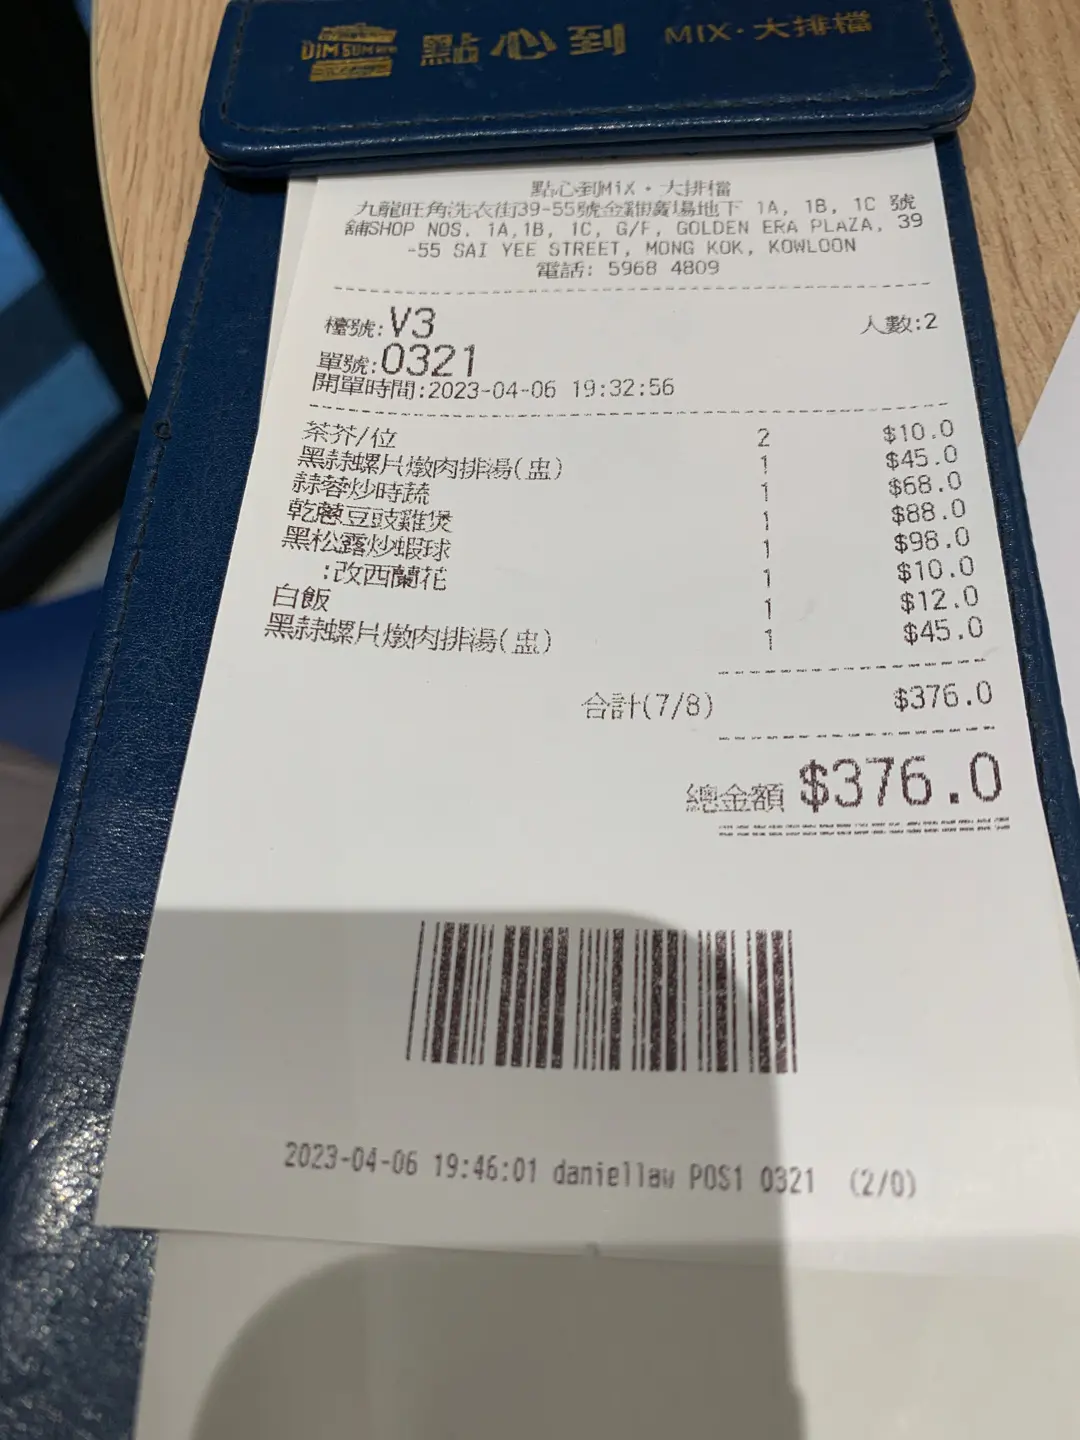 DIM SUM 點心到 MIX·大排檔
點心到MiX·大排檔
九龍旺角洗衣街39-55號金雞廣場地下 1A, 1B, 1C 號
舖SHOP NOS. 1A,1B, 1C, G/F, GOLDEN ERA PLAZA, 39
-55 SAI YEE STREET, MONG KOK, KOWLOON
電話: 5968 4809
檯號:V3 人數:2
單號:0321
開單時間:2023-04-06 19:32:56
茶芥/位 2 $10.0
黑蒜螺片燉肉排湯(盅) 1 $45.0
蒜蓉炒時蔬 1 $68.0
乾蔥豆豉雞煲 1 $88.0
黑松露炒蝦球 1 $98.0
:改西蘭花 1 $10.0
白飯 1 $12.0
黑蒜螺片燉肉排湯(盅) 1 $45.0
合計(7/8) $376.0
總金額 $376.0
2023-04-06 19:46:01 daniellaw POS1 0321 (2/0)